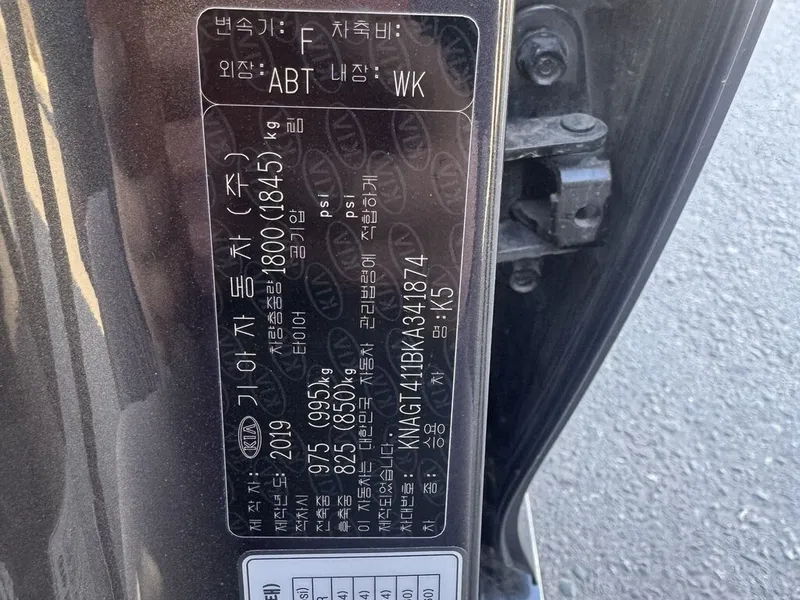 변속기: F 차축비:
외장: ABT 내장: WK
제 작 자: KIA 기아자동차(주)
제작년 도: 2019 차량총중량 1800(1845)kg
적차시 타이어 공기압
전축중 975 (995)kg psi
후축중 825 (850)kg psi
이 자동차는 대한민국 자동차 관리법령에 적합하게
제작되었습니다.
차대번호: KNAGT411BKA341874
차 종: 승용 차 명: K5